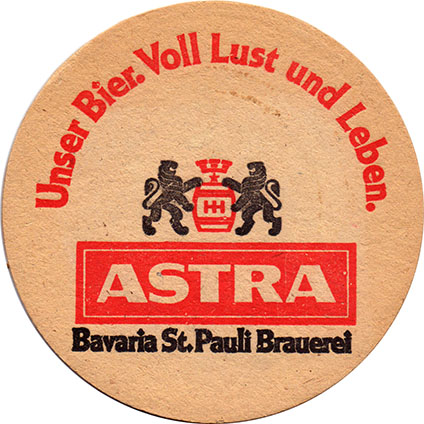 Unser Bier. Voll Lust und Leben.
ASTRA
Bavaria St. Pauli Brauerei